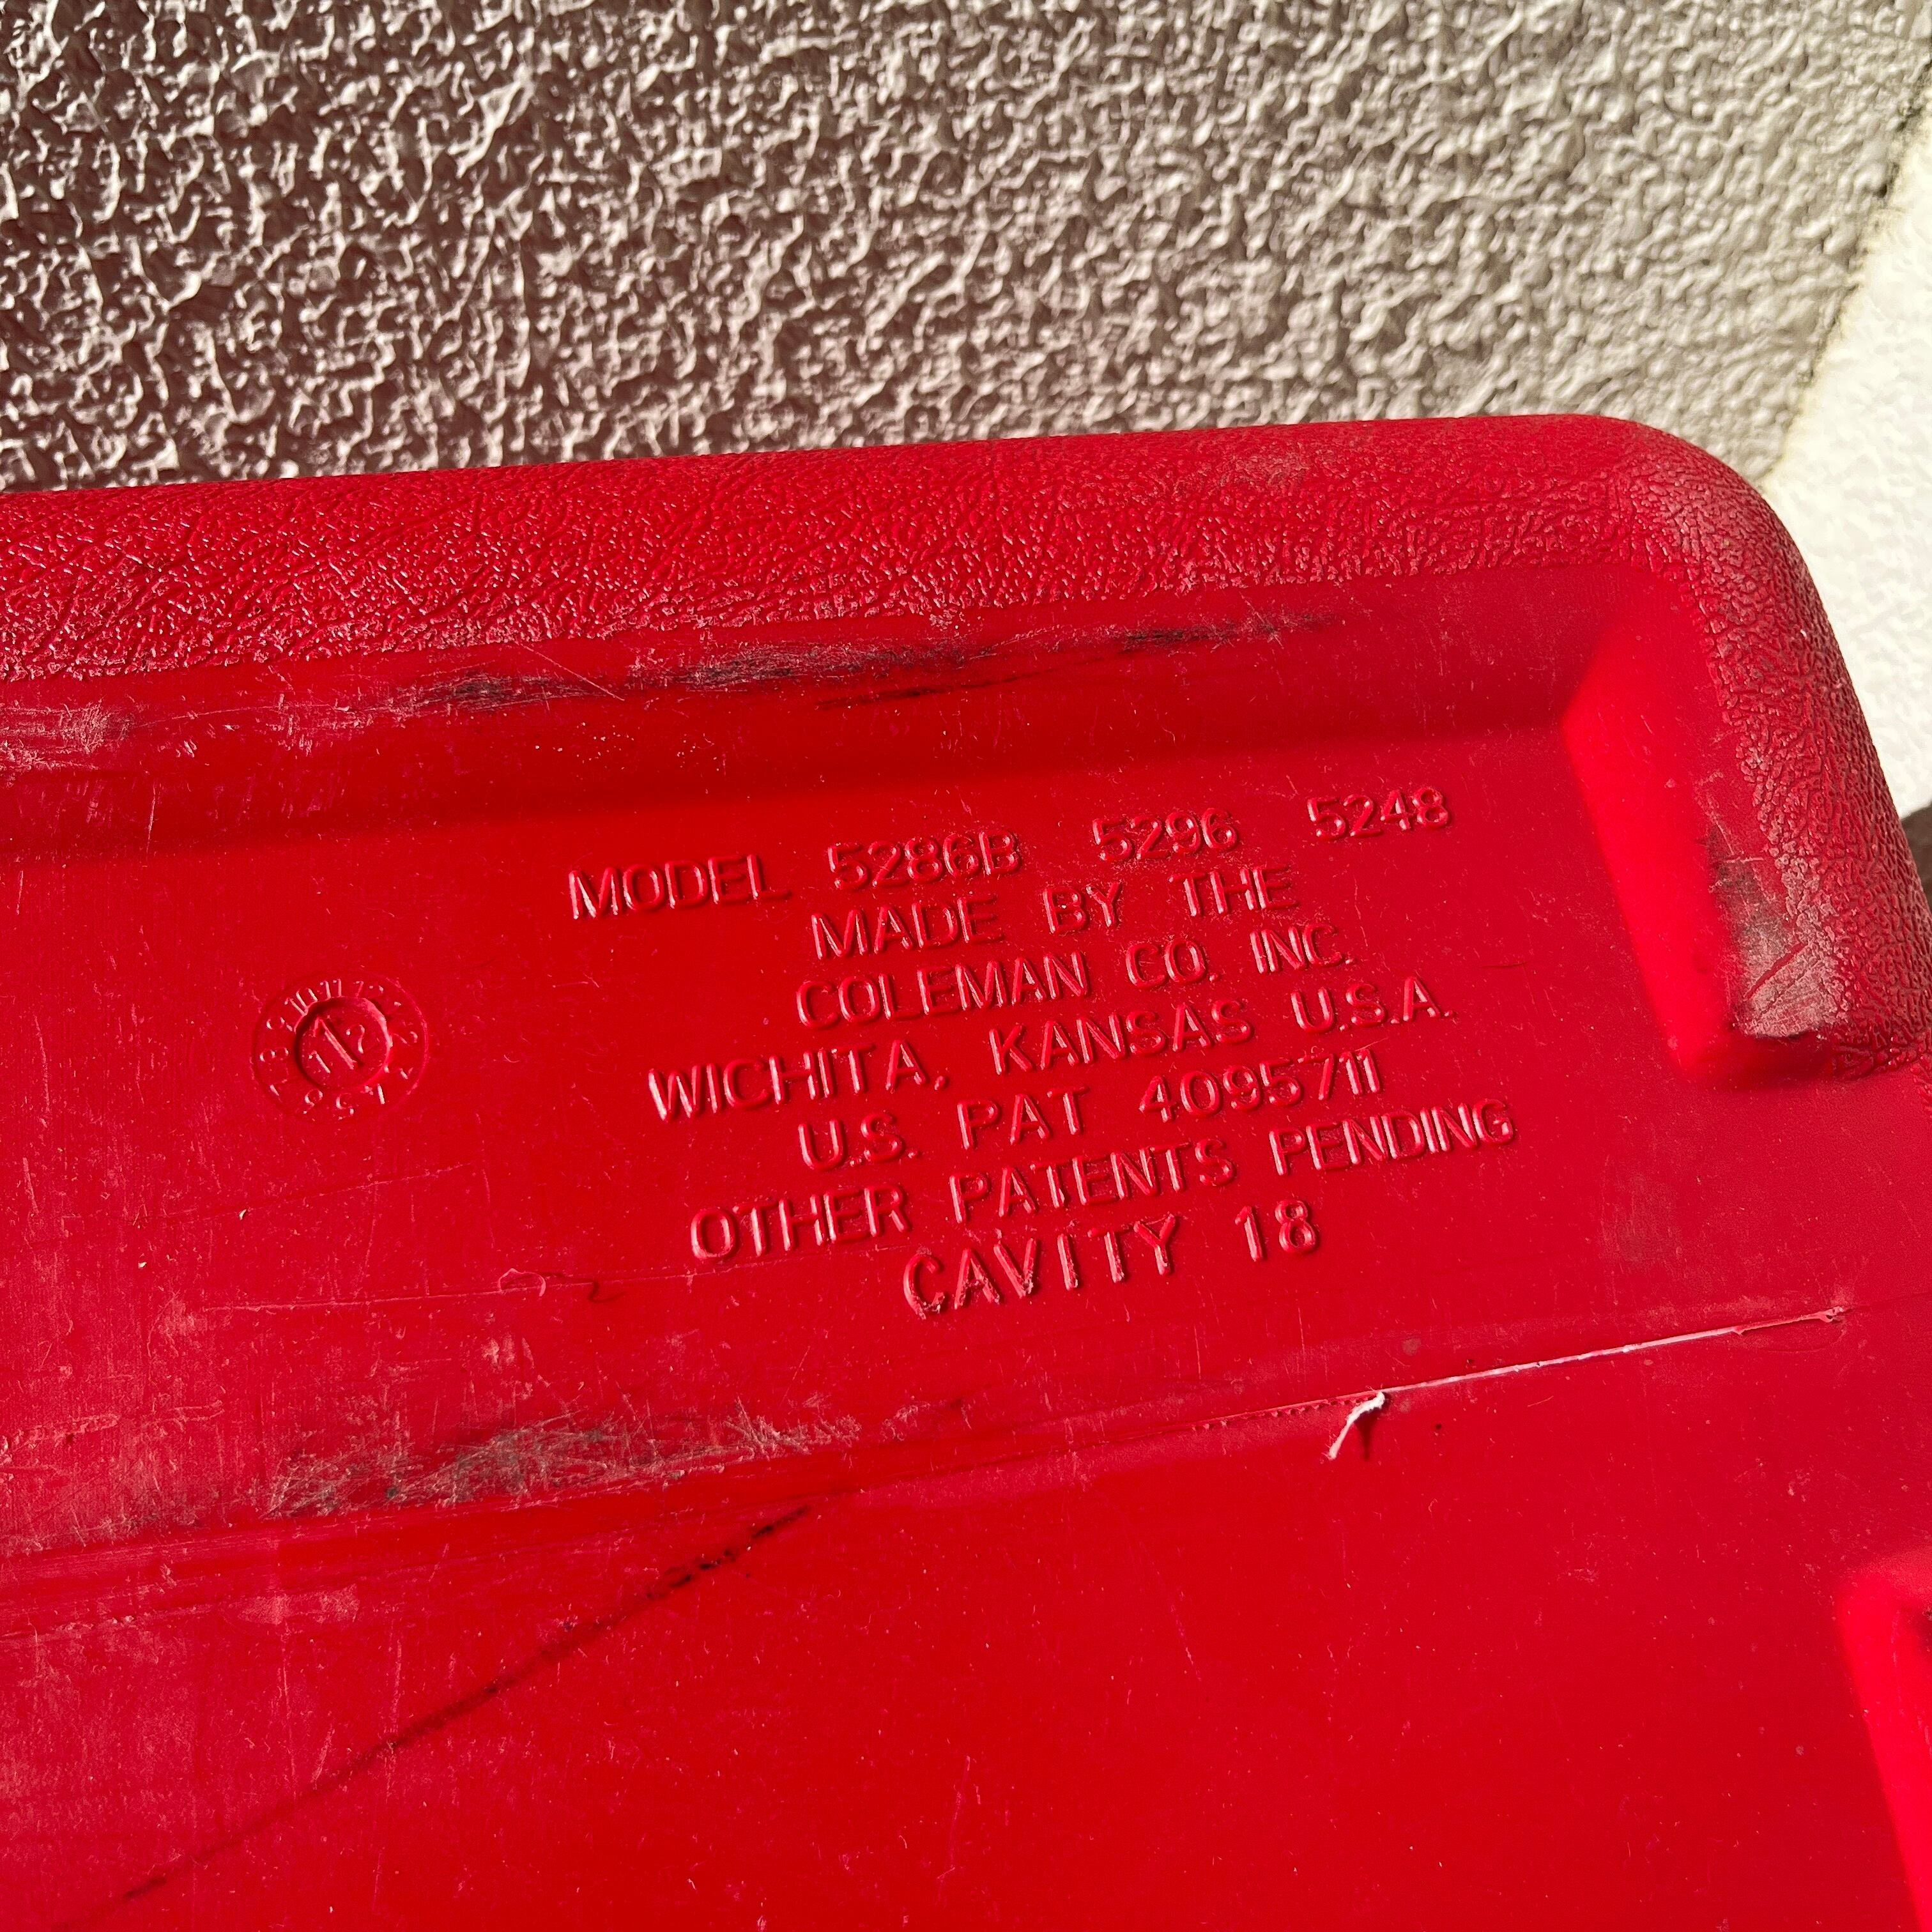 MODEL 5286B 5296 5248
MADE BY THE
COLEMAN CO. INC.
WICHITA, KANSAS U.S.A.
U.S. PAT 4095711
OTHER PATENTS PENDING
CAVITY 18